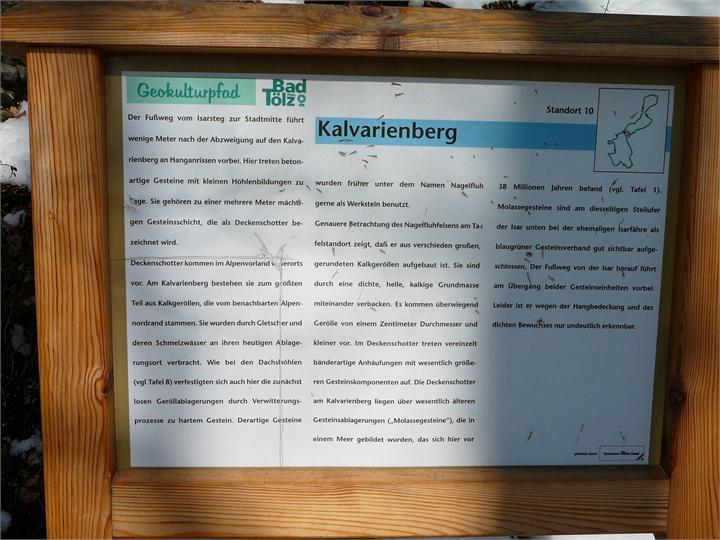 Geokulturpfad
Bad
Tölz
Standort 10
Kalvarienberg
Der Fußweg vom Isarsteg zur Stadtmitte führt
wenige Meter nach der Abzweigung auf den Kalva-
rienberg an Hanganrissen vorbei. Hier treten beton-
artige Gesteine mit kleinen Höhlenbildungen zu
Tage. Sie gehören zu einer mehrere Meter mächti-
gen Gesteinsschicht, die als Deckenschotter be-
zeichnet wird.
Deckenschotter kommen im Alpenvorland vielerorts
vor. Am Kalvarienberg bestehen sie zum größten
Teil aus Kalkgeröllen, die vom benachbarten Alpen-
nordrand stammen. Sie wurden durch Gletscher und
deren Schmelzwässer an ihren heutigen Ablage-
rungsort verbracht. Wie bei den Dachshöhlen
(vgl.Tafel 8) verfestigten sich auch hier die zunächst
losen Geröllablagerungen durch Verwitterungs-
prozesse zu hartem Gestein. Derartige Gesteine
wurden früher unter dem Namen Nagelfluh
gerne als Werkstein benutzt.
Genauere Betrachtung des Nagelfluhfelsens am Ta-
felstandort zeigt, daß er aus verschieden großen,
gerundeten Kalkgeröllen aufgebaut ist. Sie sind
durch eine dichte, helle, kalkige Grundmasse
miteinander verbacken. Es kommen überwiegend
Gerölle von einem Zentimeter Durchmesser und
kleiner vor. Im Deckenschotter treten vereinzelt
bänderartige Anhäufungen mit wesentlich größe-
ren Gesteinskomponenten auf. Die Deckenschotter
am Kalvarienberg liegen über wesentlich älteren
Gesteinsablagerungen („Molassegesteine“), die in
einem Meer gebildet wurden, das sich hier vor
38 Millionen Jahren befand (vgl. Tafel 1).
Molassegesteine sind am diesseitigen Steilufer
der Isar unten bei der ehemaligen Isarfähre als
blaugrüner Gesteinsverband gut sichtbar aufge-
schlossen. Der Fußweg von der Isar herauf führt
am Übergang beider Gesteinseinheiten vorbei.
Leider ist er wegen der Hangbedeckung und des
dichten Bewuchses nur undeutlich erkennbar.